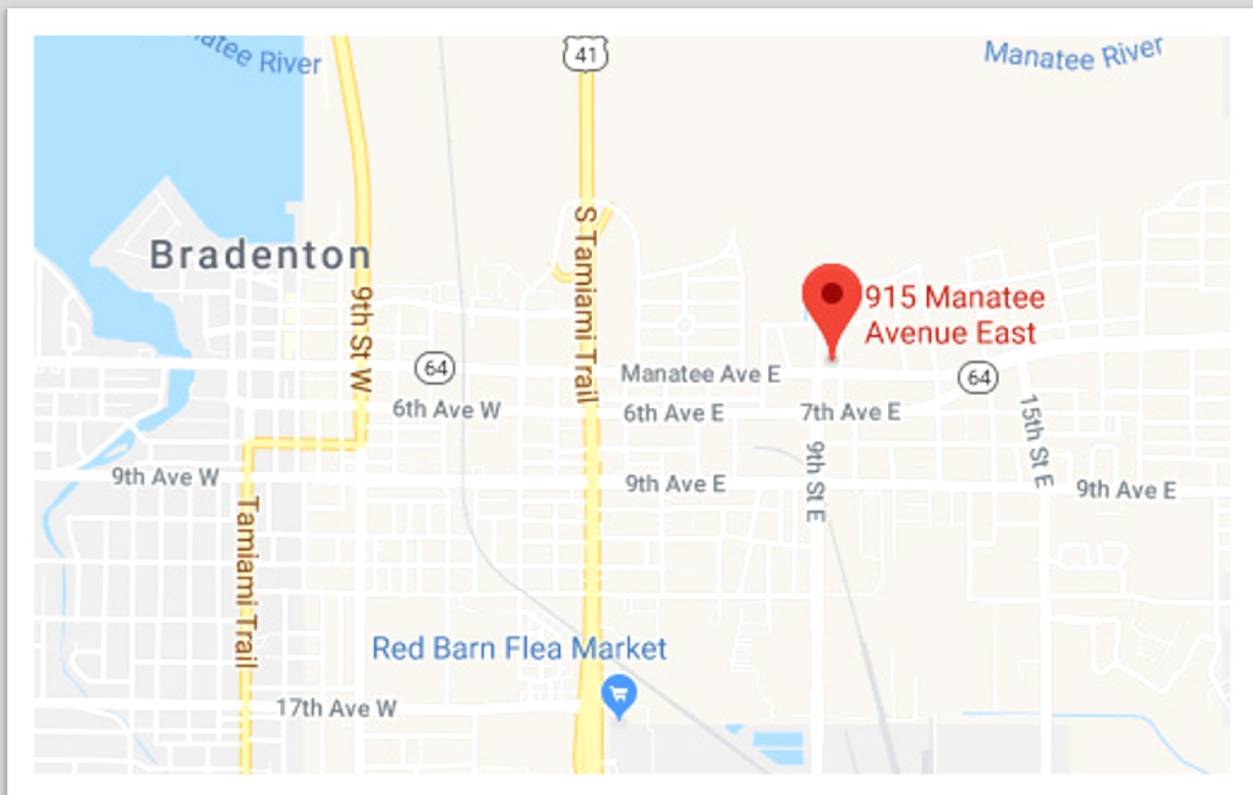 Manatee River
41
Manatee River
S Tamiami Trail
Bradenton
9th St W
915 Manatee
Avenue East
64
Manatee Ave E
64
6th Ave W
6th Ave E
7th Ave E
15th St E
9th Ave W
9th Ave E
9th St E
9th Ave E
Tamiami Trail
Red Barn Flea Market
17th Ave W